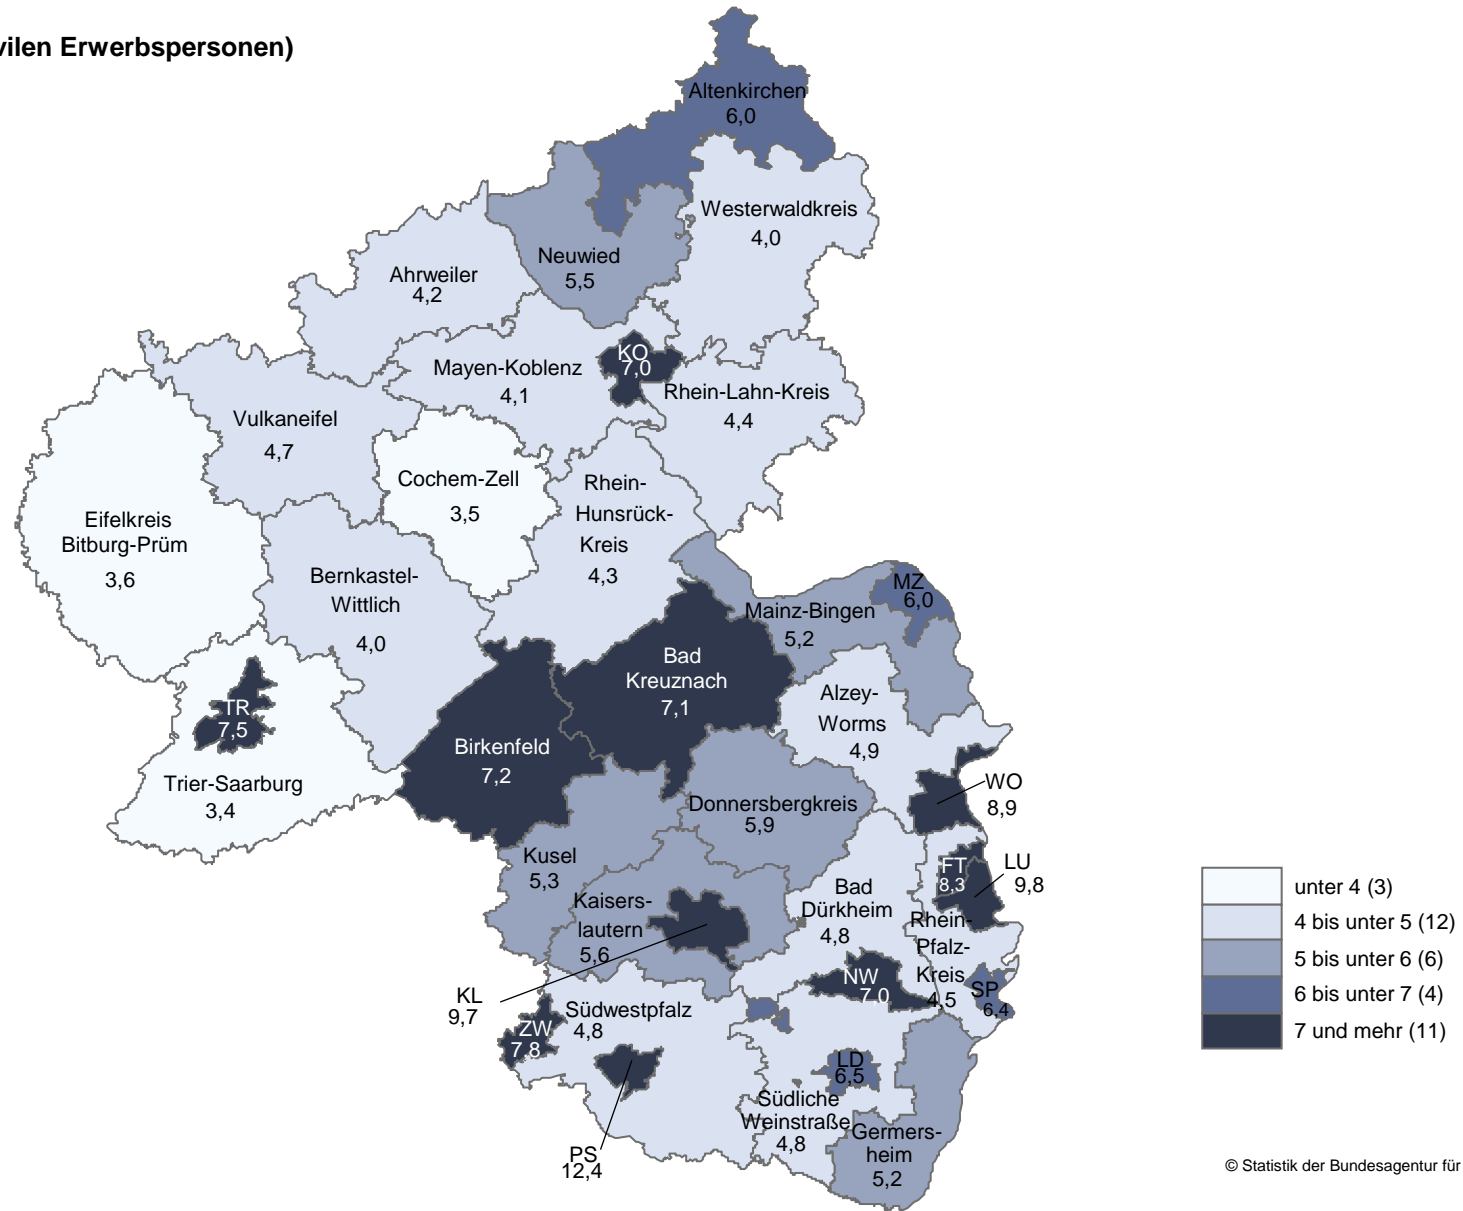 vilen Erwerbspersonen)
Altenkirchen
6,0
Westerwaldkreis
4,0
Neuwied
5,5
Ahrweiler
4,2
KO
7,0
Mayen-Koblenz
4,1
Rhein-Lahn-Kreis
4,4
Vulkaneifel
4,7
Cochem-Zell
3,5
Rhein-
Hunsrück-
Kreis
4,3
Eifelkreis
Bitburg-Prüm
3,6
Bernkastel-
Wittlich
4,0
MZ
6,0
Mainz-Bingen
5,2
Bad
Kreuznach
7,1
Alzey-
Worms
4,9
TR
7,5
Trier-Saarburg
3,4
Birkenfeld
7,2
WO
8,9
Donnersbergkreis
5,9
Kusel
5,3
FT
8,3
LU
9,8
Kaisers-
lautern
5,6
Bad
Dürkheim
4,8
Rhein-
Pfalz-
Kreis
4,5
NW
7,0
SP
6,4
KL
9,7
ZW
7,8
Südwestpfalz
4,8
LD
6,5
Südliche
Weinstraße
4,8
Germers-
heim
5,2
PS
12,4
unter 4 (3)
4 bis unter 5 (12)
5 bis unter 6 (6)
6 bis unter 7 (4)
7 und mehr (11)
© Statistik der Bundesagentur für